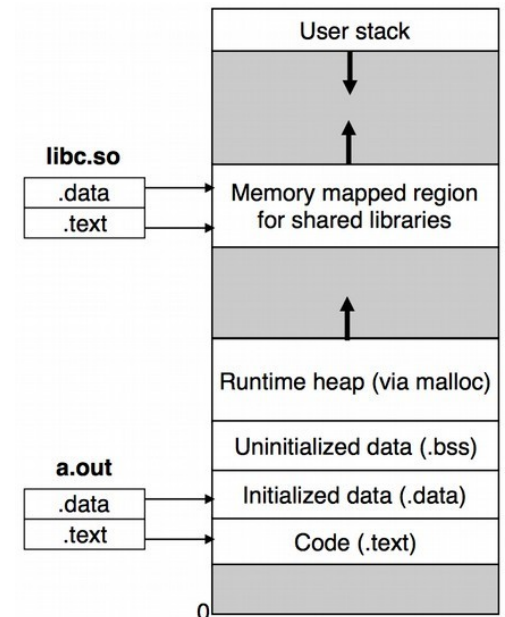 User stack
libc.so
.data
.text
Memory mapped region
for shared libraries
Runtime heap (via malloc)
Uninitialized data (.bss)
a.out
.data
.text
Initialized data (.data)
Code (.text)
0